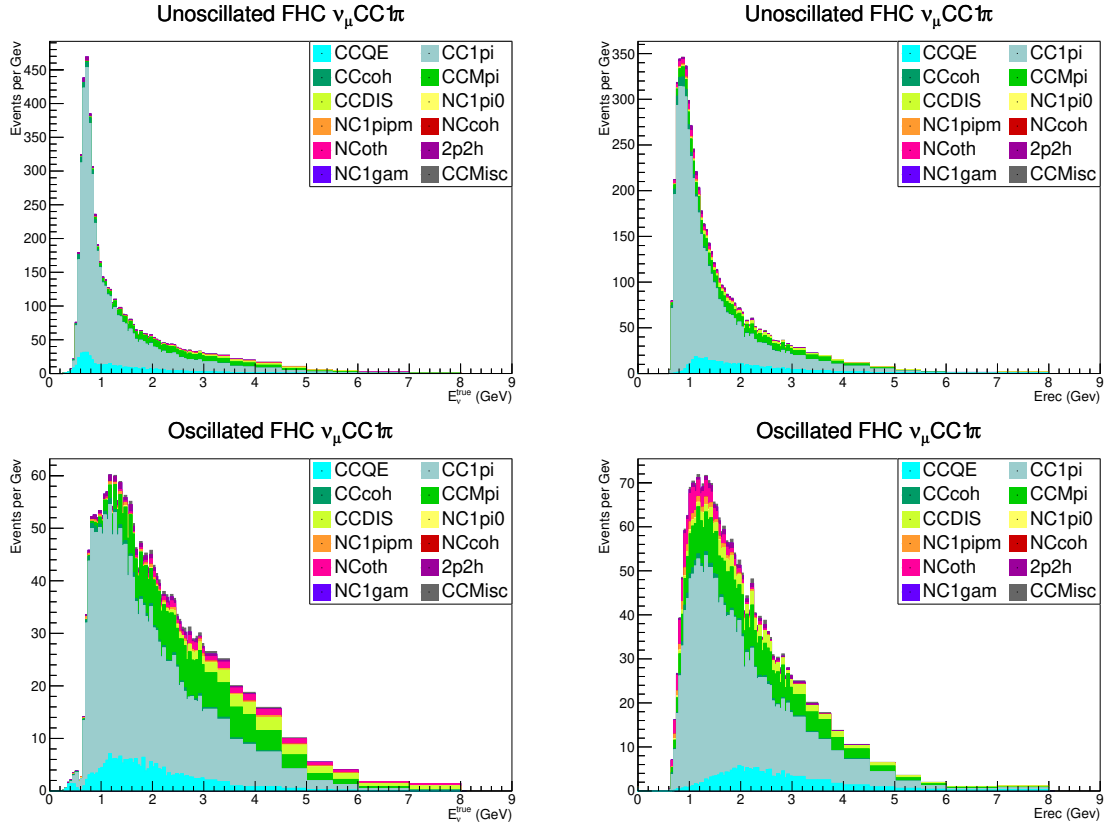 Unoscillated FHC νμCC1π
Events per Gev
450
400
350
300
250
200
150
100
50
0
0 1 2 3 4 5 6 7 8 9
Eνtrue (GeV)
CCQE CC1pi
CCcoh CCMpi
CCDIS NC1pi0
NC1pipm NCcoh
NCoth 2p2h
NC1gam CCMisc
Unoscillated FHC νμCC1π
Events per Gev
350
300
250
200
150
100
50
0
0 1 2 3 4 5 6 7 8 9
Erec (Gev)
CCQE CC1pi
CCcoh CCMpi
CCDIS NC1pi0
NC1pipm NCcoh
NCoth 2p2h
NC1gam CCMisc
Oscillated FHC νμCC1π
Events per Gev
60
50
40
30
20
10
0
0 1 2 3 4 5 6 7 8 9
Eνtrue (GeV)
CCQE CC1pi
CCcoh CCMpi
CCDIS NC1pi0
NC1pipm NCcoh
NCoth 2p2h
NC1gam CCMisc
Oscillated FHC νμCC1π
Events per Gev
70
60
50
40
30
20
10
0
0 1 2 3 4 5 6 7 8 9
Erec (Gev)
CCQE CC1pi
CCcoh CCMpi
CCDIS NC1pi0
NC1pipm NCcoh
NCoth 2p2h
NC1gam CCMisc